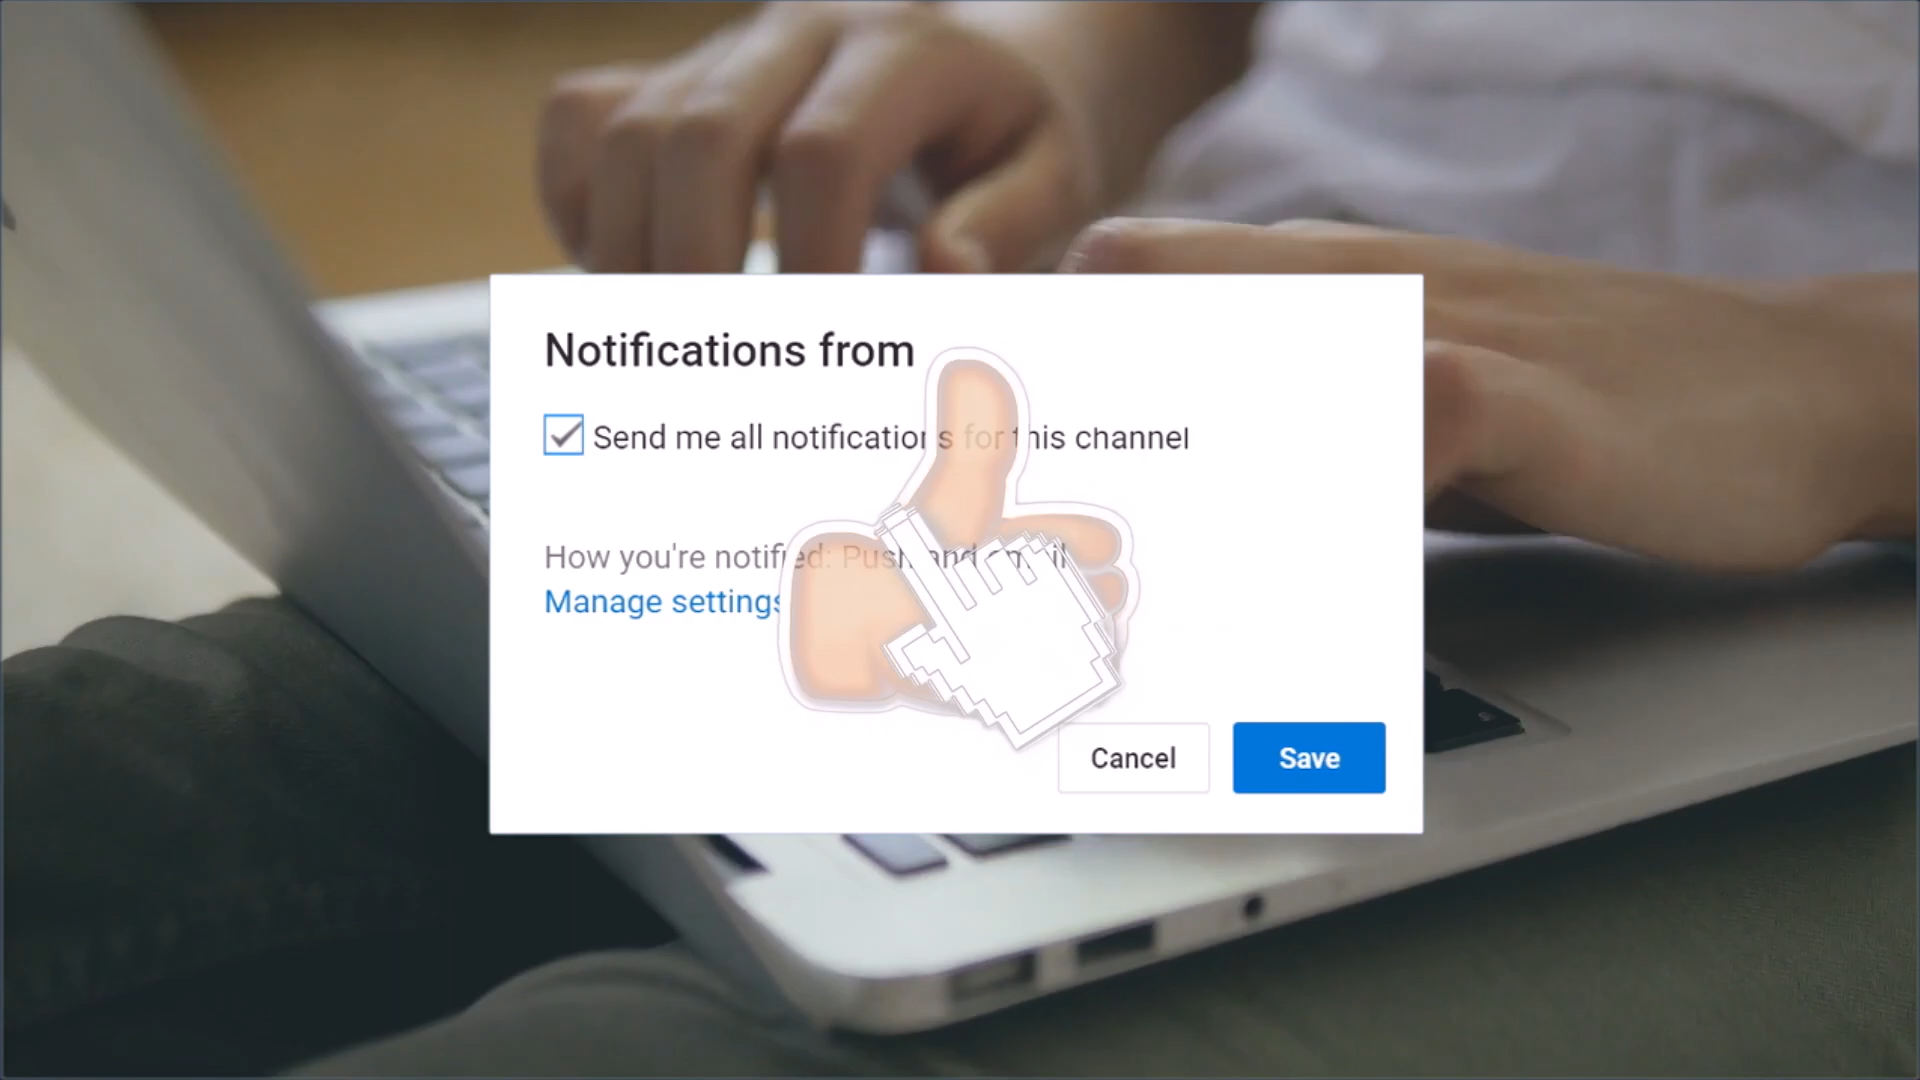 Notifications from
Send me all notifications for this channel
How you're notified: Push and email
Manage settings
Cancel
Save